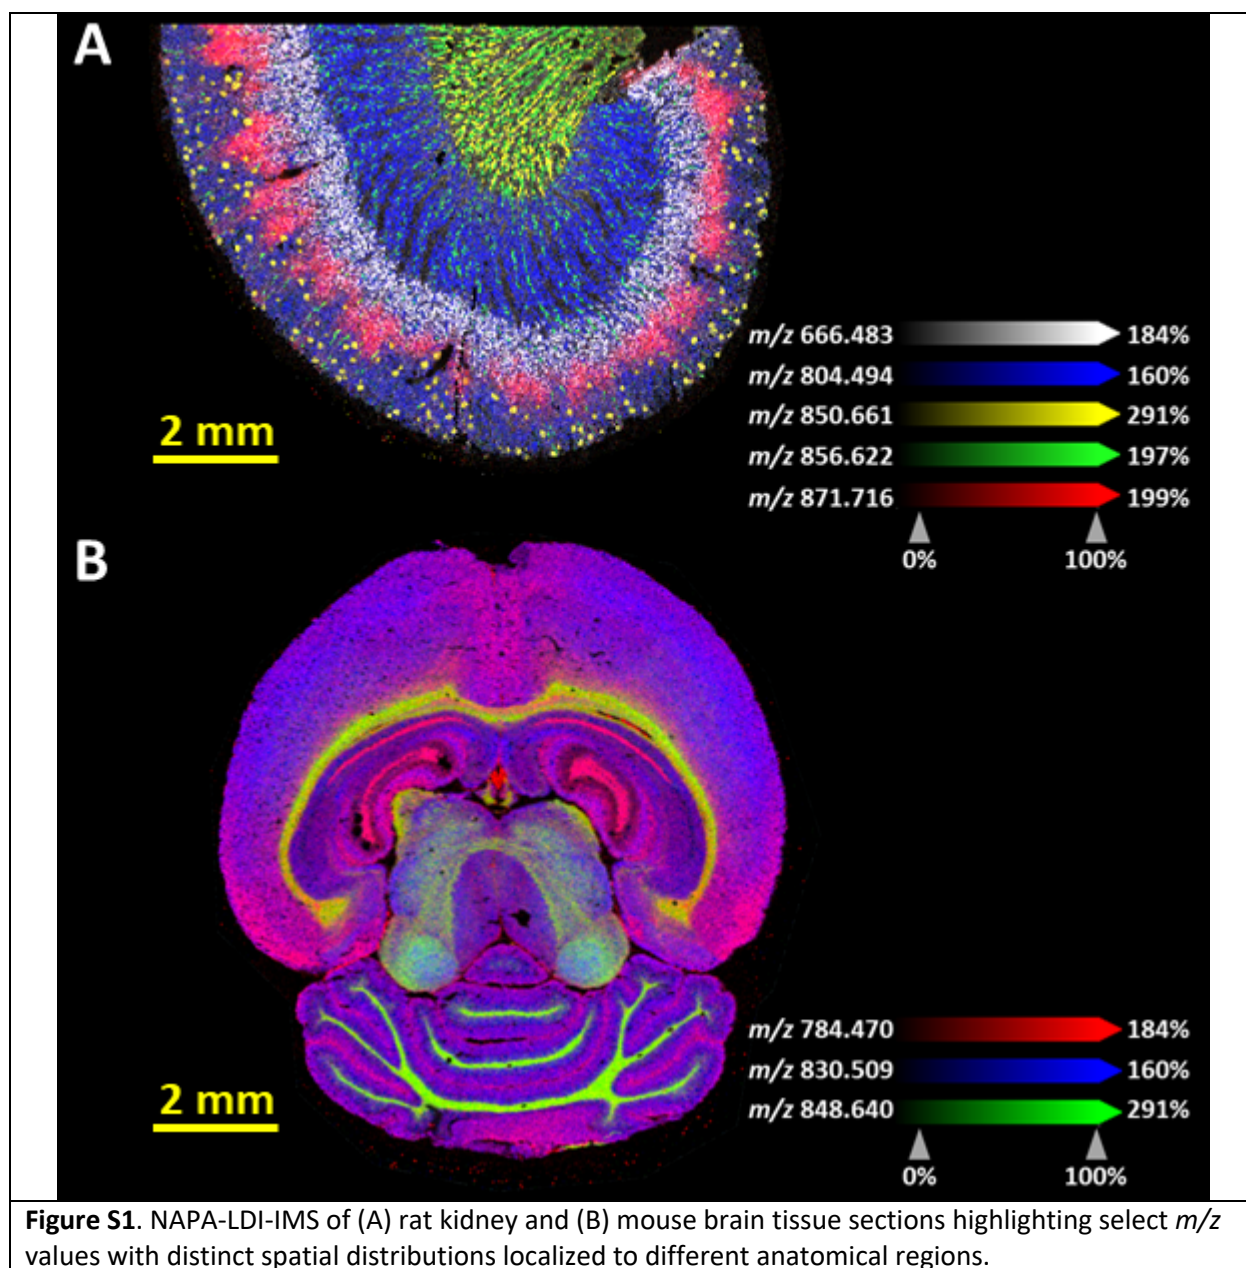 A
m/z 666.483 184%
m/z 804.494 160%
m/z 850.661 291%
m/z 856.622 197%
m/z 871.716 199%
0% 100%
2 mm
B
m/z 784.470 184%
m/z 830.509 160%
m/z 848.640 291%
0% 100%
2 mm
Figure S1. NAPA-LDI-IMS of (A) rat kidney and (B) mouse brain tissue sections highlighting select m/z
values with distinct spatial distributions localized to different anatomical regions.